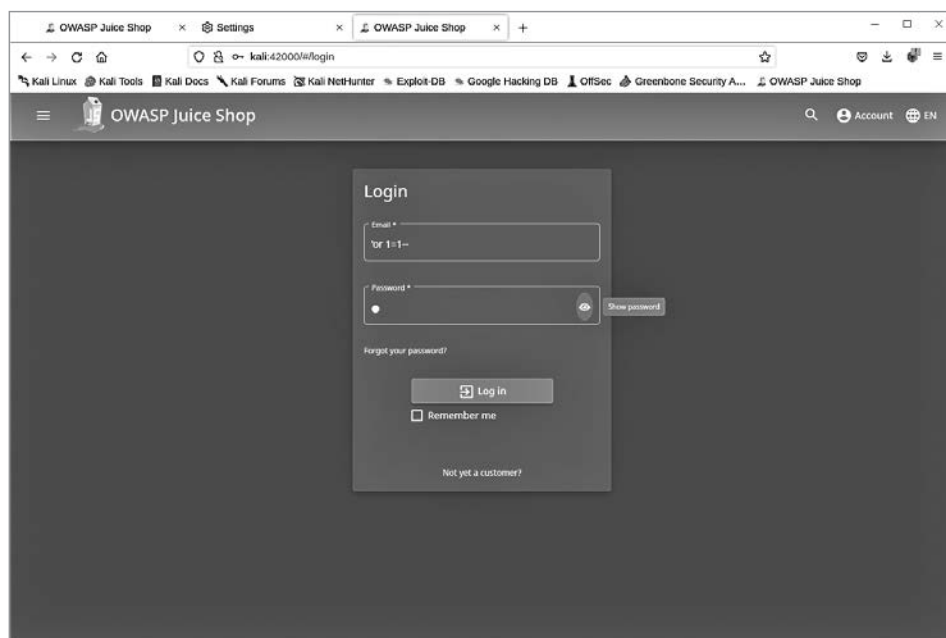 OWASP Juice Shop × Settings × OWASP Juice Shop × +
kali:42000/#/login
Kali Linux Kali Tools Kali Docs Kali Forums Kali NetHunter Exploit-DB Google Hacking DB OffSec Greenbone Security A... OWASP Juice Shop
OWASP Juice Shop Account EN
Login
Email *
'or 1=1--
Password *
Show password
Forgot your password?
Log in
Remember me
Not yet a customer?